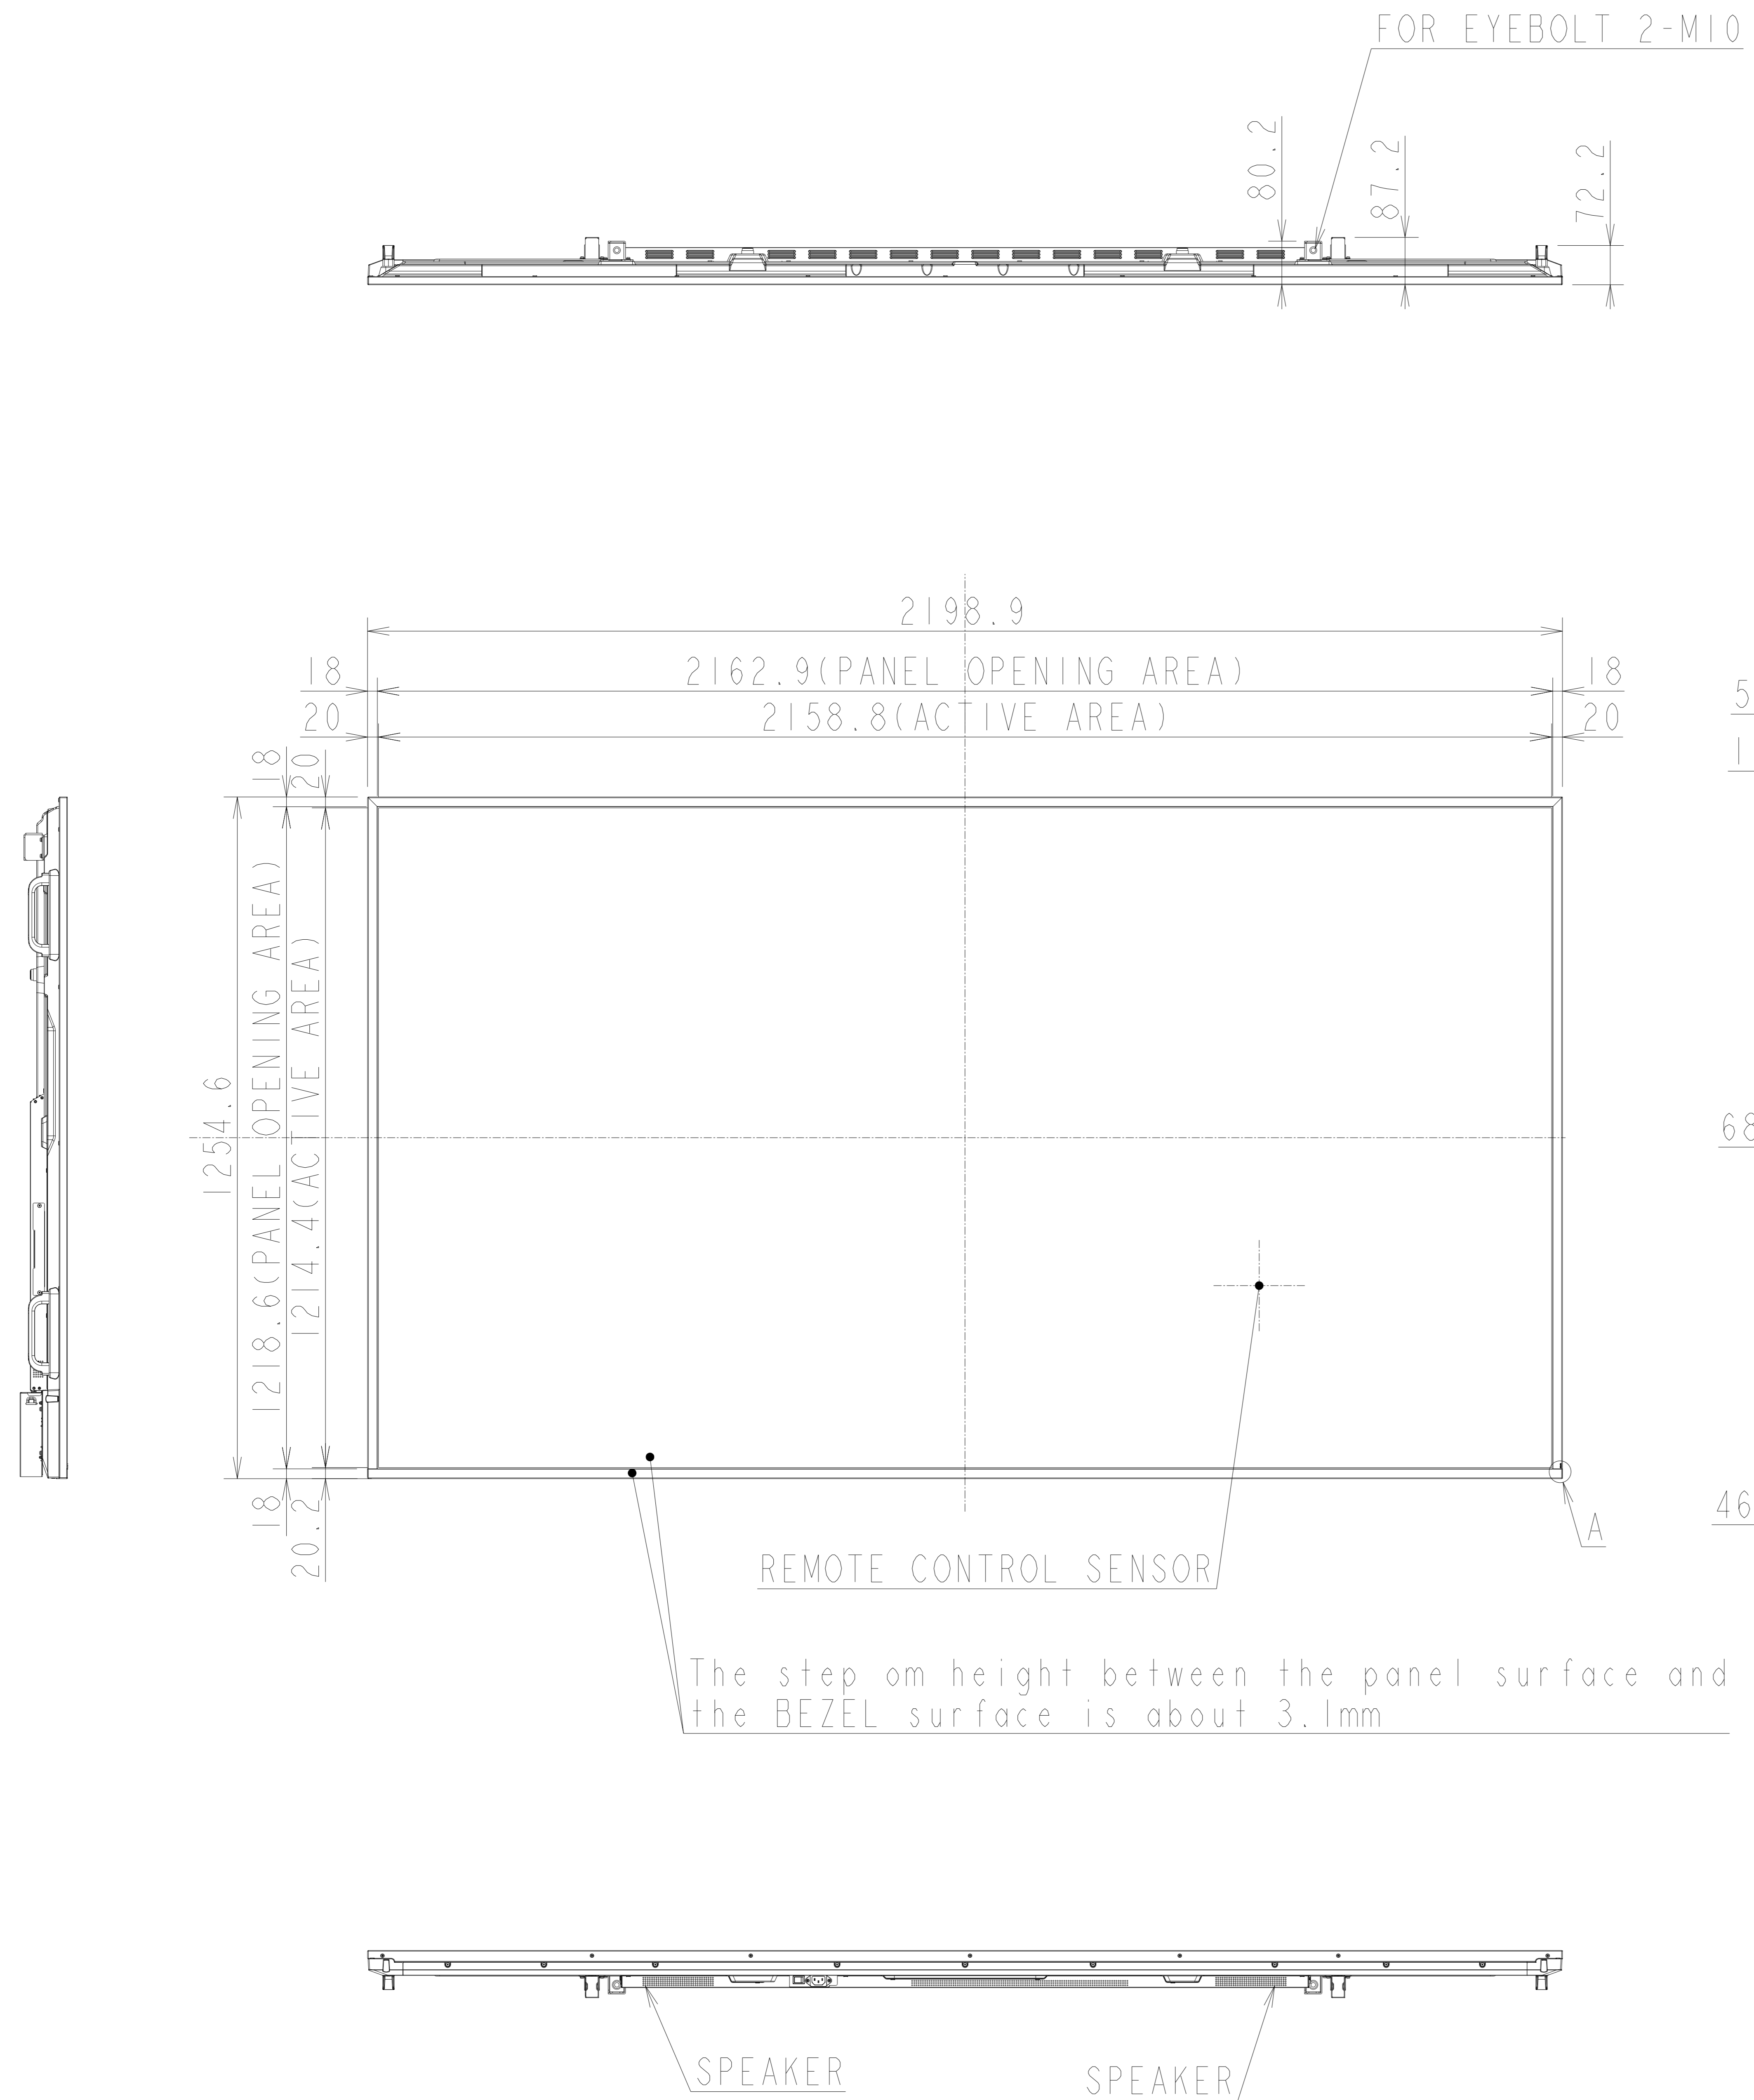 FOR EYEBOLT 2-M10
80.2
87.2
72.2
2198.9
18
2162.9(PANEL OPENING AREA)
18
20
2158.8(ACTIVE AREA)
20
5
18
20
1254.6
1218.6(PANEL OPENING AREA)
1214.4(ACTIVE AREA)
68
46
18
20.2
A
REMOTE CONTROL SENSOR
The step om height between the panel surface and
the BEZEL surface is about 3.1mm
SPEAKER
SPEAKER